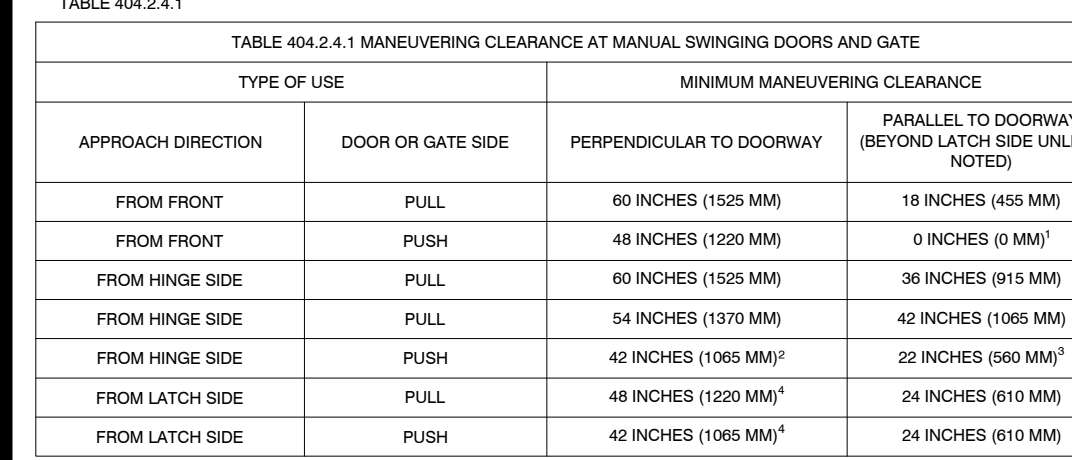 TABLE 404.2.4.1
TABLE 404.2.4.1 MANEUVERING CLEARANCE AT MANUAL SWINGING DOORS AND GATE
TYPE OF USE MINIMUM MANEUVERING CLEARANCE
APPROACH DIRECTION DOOR OR GATE SIDE PERPENDICULAR TO DOORWAY
PARALLEL TO DOORWAY
(BEYOND LATCH SIDE
NOTED)
FROM FRONT PULL 60 INCHES (1525 MM) 18 INCHES (455 MM)
FROM FRONT PUSH 48 INCHES (1220 MM) 0 INCHES (0 MM)¹
FROM HINGE SIDE PULL 60 INCHES (1525 MM) 36 INCHES (915 MM)
FROM HINGE SIDE PULL 54 INCHES (1370 MM) 42 INCHES (1065 MM)
FROM HINGE SIDE PUSH 42 INCHES (1065 MM)² 22 INCHES (560 MM)³
FROM LATCH SIDE PULL 48 INCHES (1220 MM)⁴ 24 INCHES (610 MM)
FROM LATCH SIDE PUSH 42 INCHES (1065 MM)⁴ 24 INCHES (610 MM)